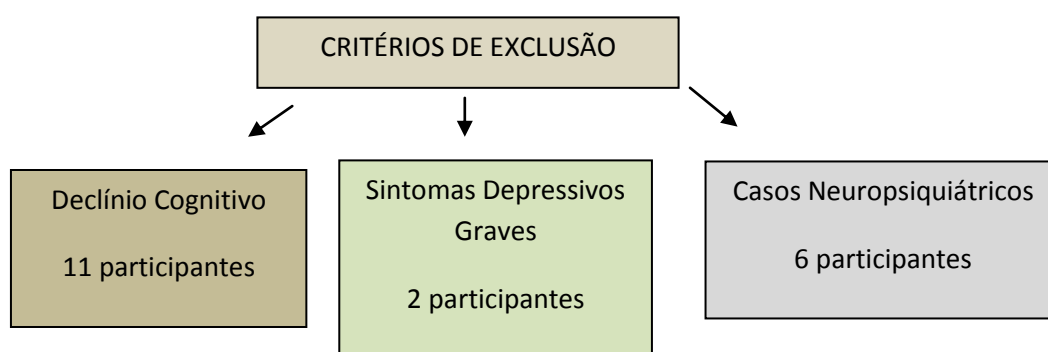 CRITÉRIOS DE EXCLUSÃO
Declínio Cognitivo
11 participantes
Sintomas Depressivos
Graves
2 participantes
Casos Neuropsiquiátricos
6 participantes